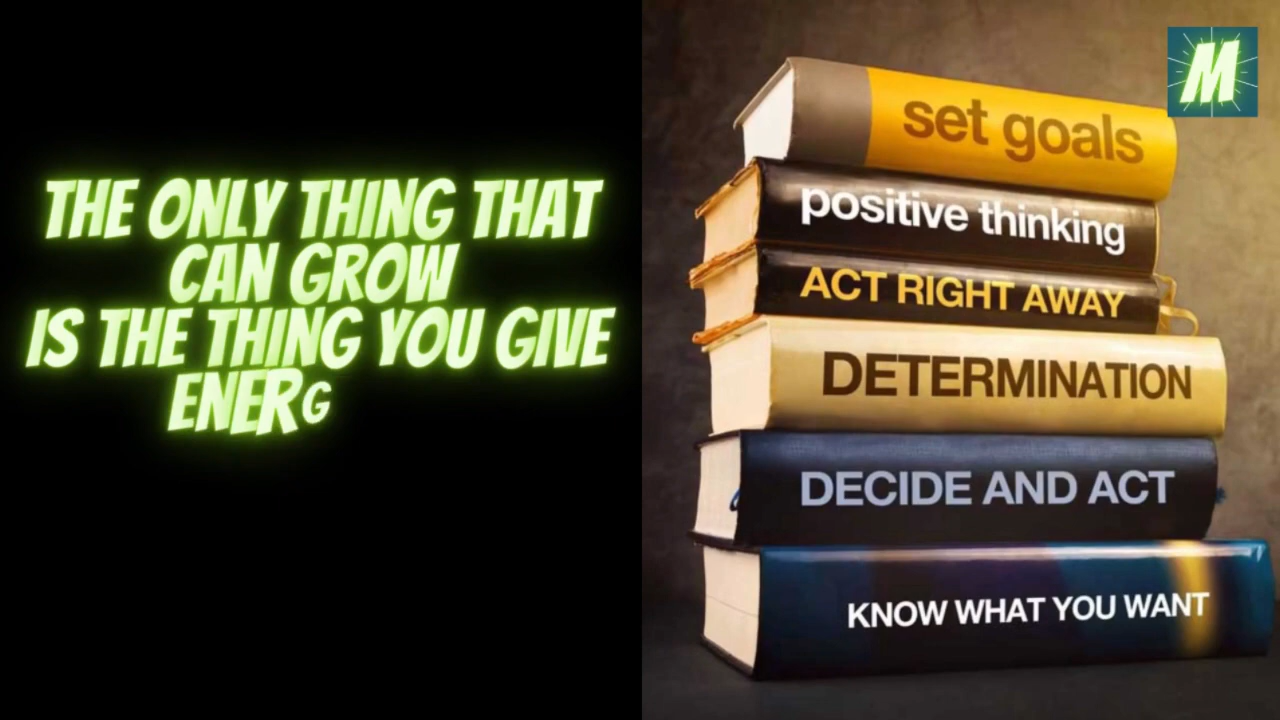 THE ONLY THING THAT
CAN GROW
IS THE THING YOU GIVE
ENERG
M
set goals
positive thinking
ACT RIGHT AWAY
DETERMINATION
DECIDE AND ACT
KNOW WHAT YOU WANT